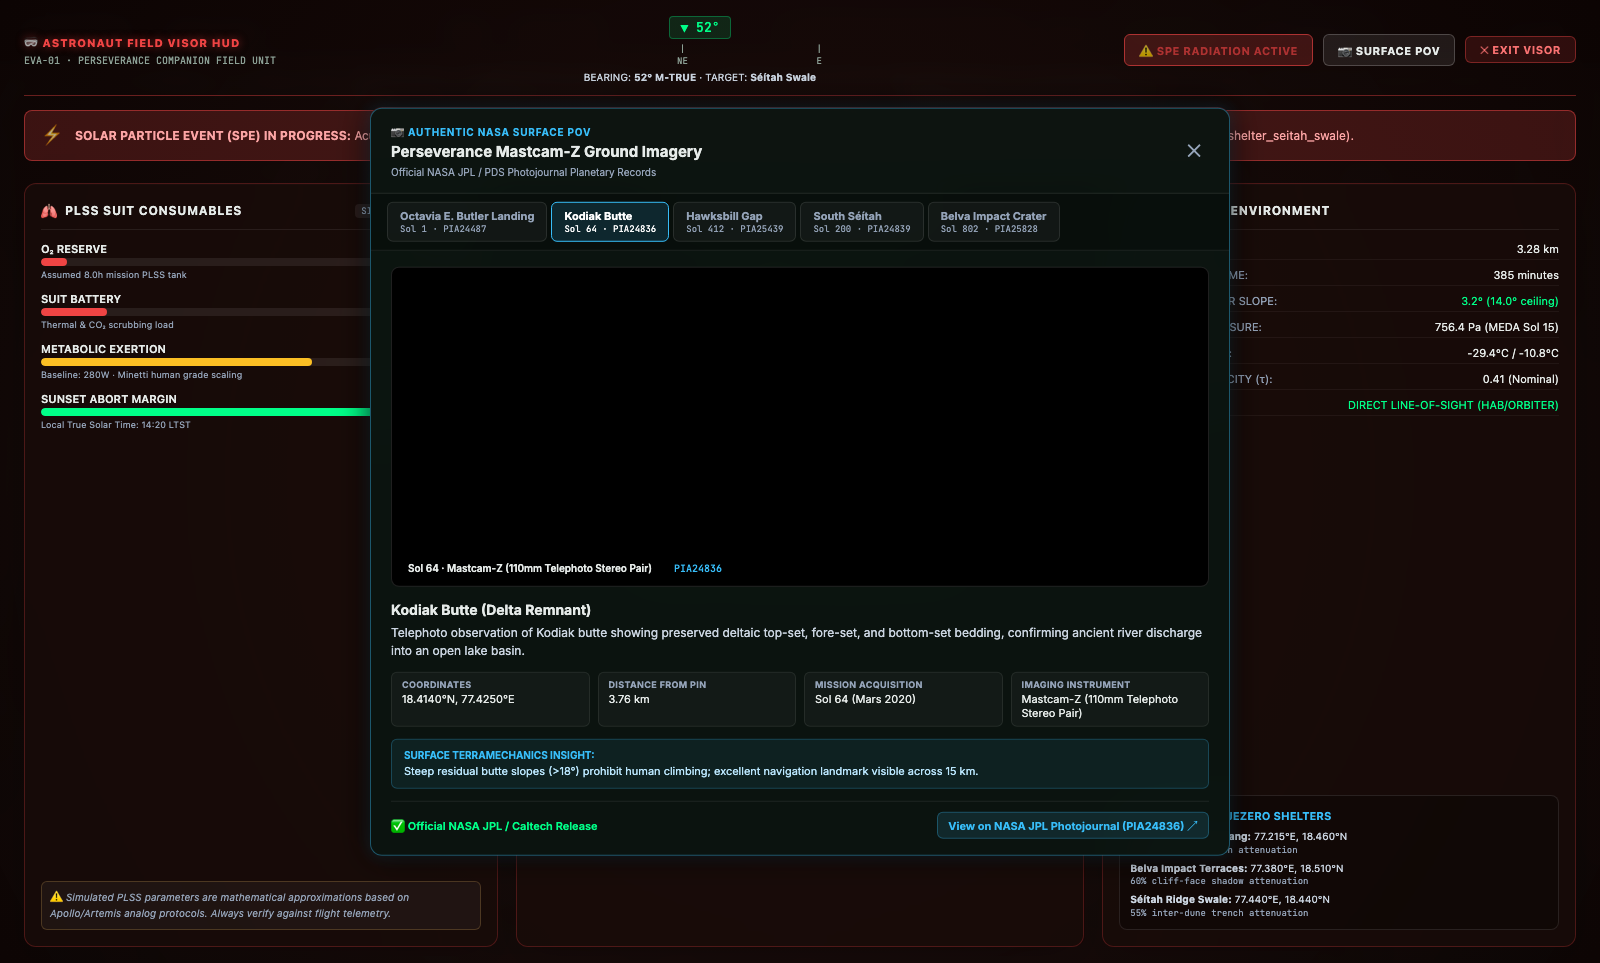 ASTRONAUT FIELD VISOR HUD
EVA-01 · PERSEVERANCE COMPANION FIELD UNIT
▼ 52°
NE
E
BEARING: 52° M-TRUE · TARGET: Séítah Swale
⚠️ SPE RADIATION ACTIVE
SURFACE POV
✕ EXIT VISOR
SOLAR PARTICLE EVENT (SPE) IN PROGRESS:
shelter_seitah_swale).
AUTHENTIC NASA SURFACE POV
Perseverance Mastcam-Z Ground Imagery
Official NASA JPL / PDS Photojournal Planetary Records
Octavia E. Butler Landing
Sol 1 · PIA24487
Kodiak Butte
Sol 64 · PIA24836
Hawksbill Gap
Sol 412 · PIA25439
South Séítah
Sol 200 · PIA24839
Belva Impact Crater
Sol 802 · PIA25828
Sol 64 · Mastcam-Z (110mm Telephoto Stereo Pair) PIA24836
Kodiak Butte (Delta Remnant)
Telephoto observation of Kodiak butte showing preserved deltaic top-set, fore-set, and bottom-set bedding, confirming ancient river discharge
into an open lake basin.
COORDINATES
18.4140°N, 77.4250°E
DISTANCE FROM PIN
3.76 km
MISSION ACQUISITION
Sol 64 (Mars 2020)
IMAGING INSTRUMENT
Mastcam-Z (110mm Telephoto
Stereo Pair)
SURFACE TERRAMECHANICS INSIGHT:
Steep residual butte slopes (>18°) prohibit human climbing; excellent navigation landmark visible across 15 km.
✅ Official NASA JPL / Caltech Release
View on NASA JPL Photojournal (PIA24836) ↗
PLSS SUIT CONSUMABLES
O₂ RESERVE
Assumed 8.0h mission PLSS tank
SUIT BATTERY
Thermal & CO₂ scrubbing load
METABOLIC EXERTION
Baseline: 280W · Minetti human grade scaling
SUNSET ABORT MARGIN
Local True Solar Time: 14:20 LTST
⚠️ Simulated PLSS parameters are mathematical approximations based on
Apollo/Artemis analog protocols. Always verify against flight telemetry.
ENVIRONMENT
3.28 km
ME: 385 minutes
R SLOPE: 3.2° (14.0° ceiling)
SURE: 756.4 Pa (MEDA Sol 15)
-29.4°C / -10.8°C
CITY (τ): 0.41 (Nominal)
DIRECT LINE-OF-SIGHT (HAB/ORBITER)
EZERO SHELTERS
ang: 77.215°E, 18.460°N
attenuation
Belva Impact Terraces: 77.380°E, 18.510°N
60% cliff-face shadow attenuation
Séítah Ridge Swale: 77.440°E, 18.440°N
55% inter-dune trench attenuation